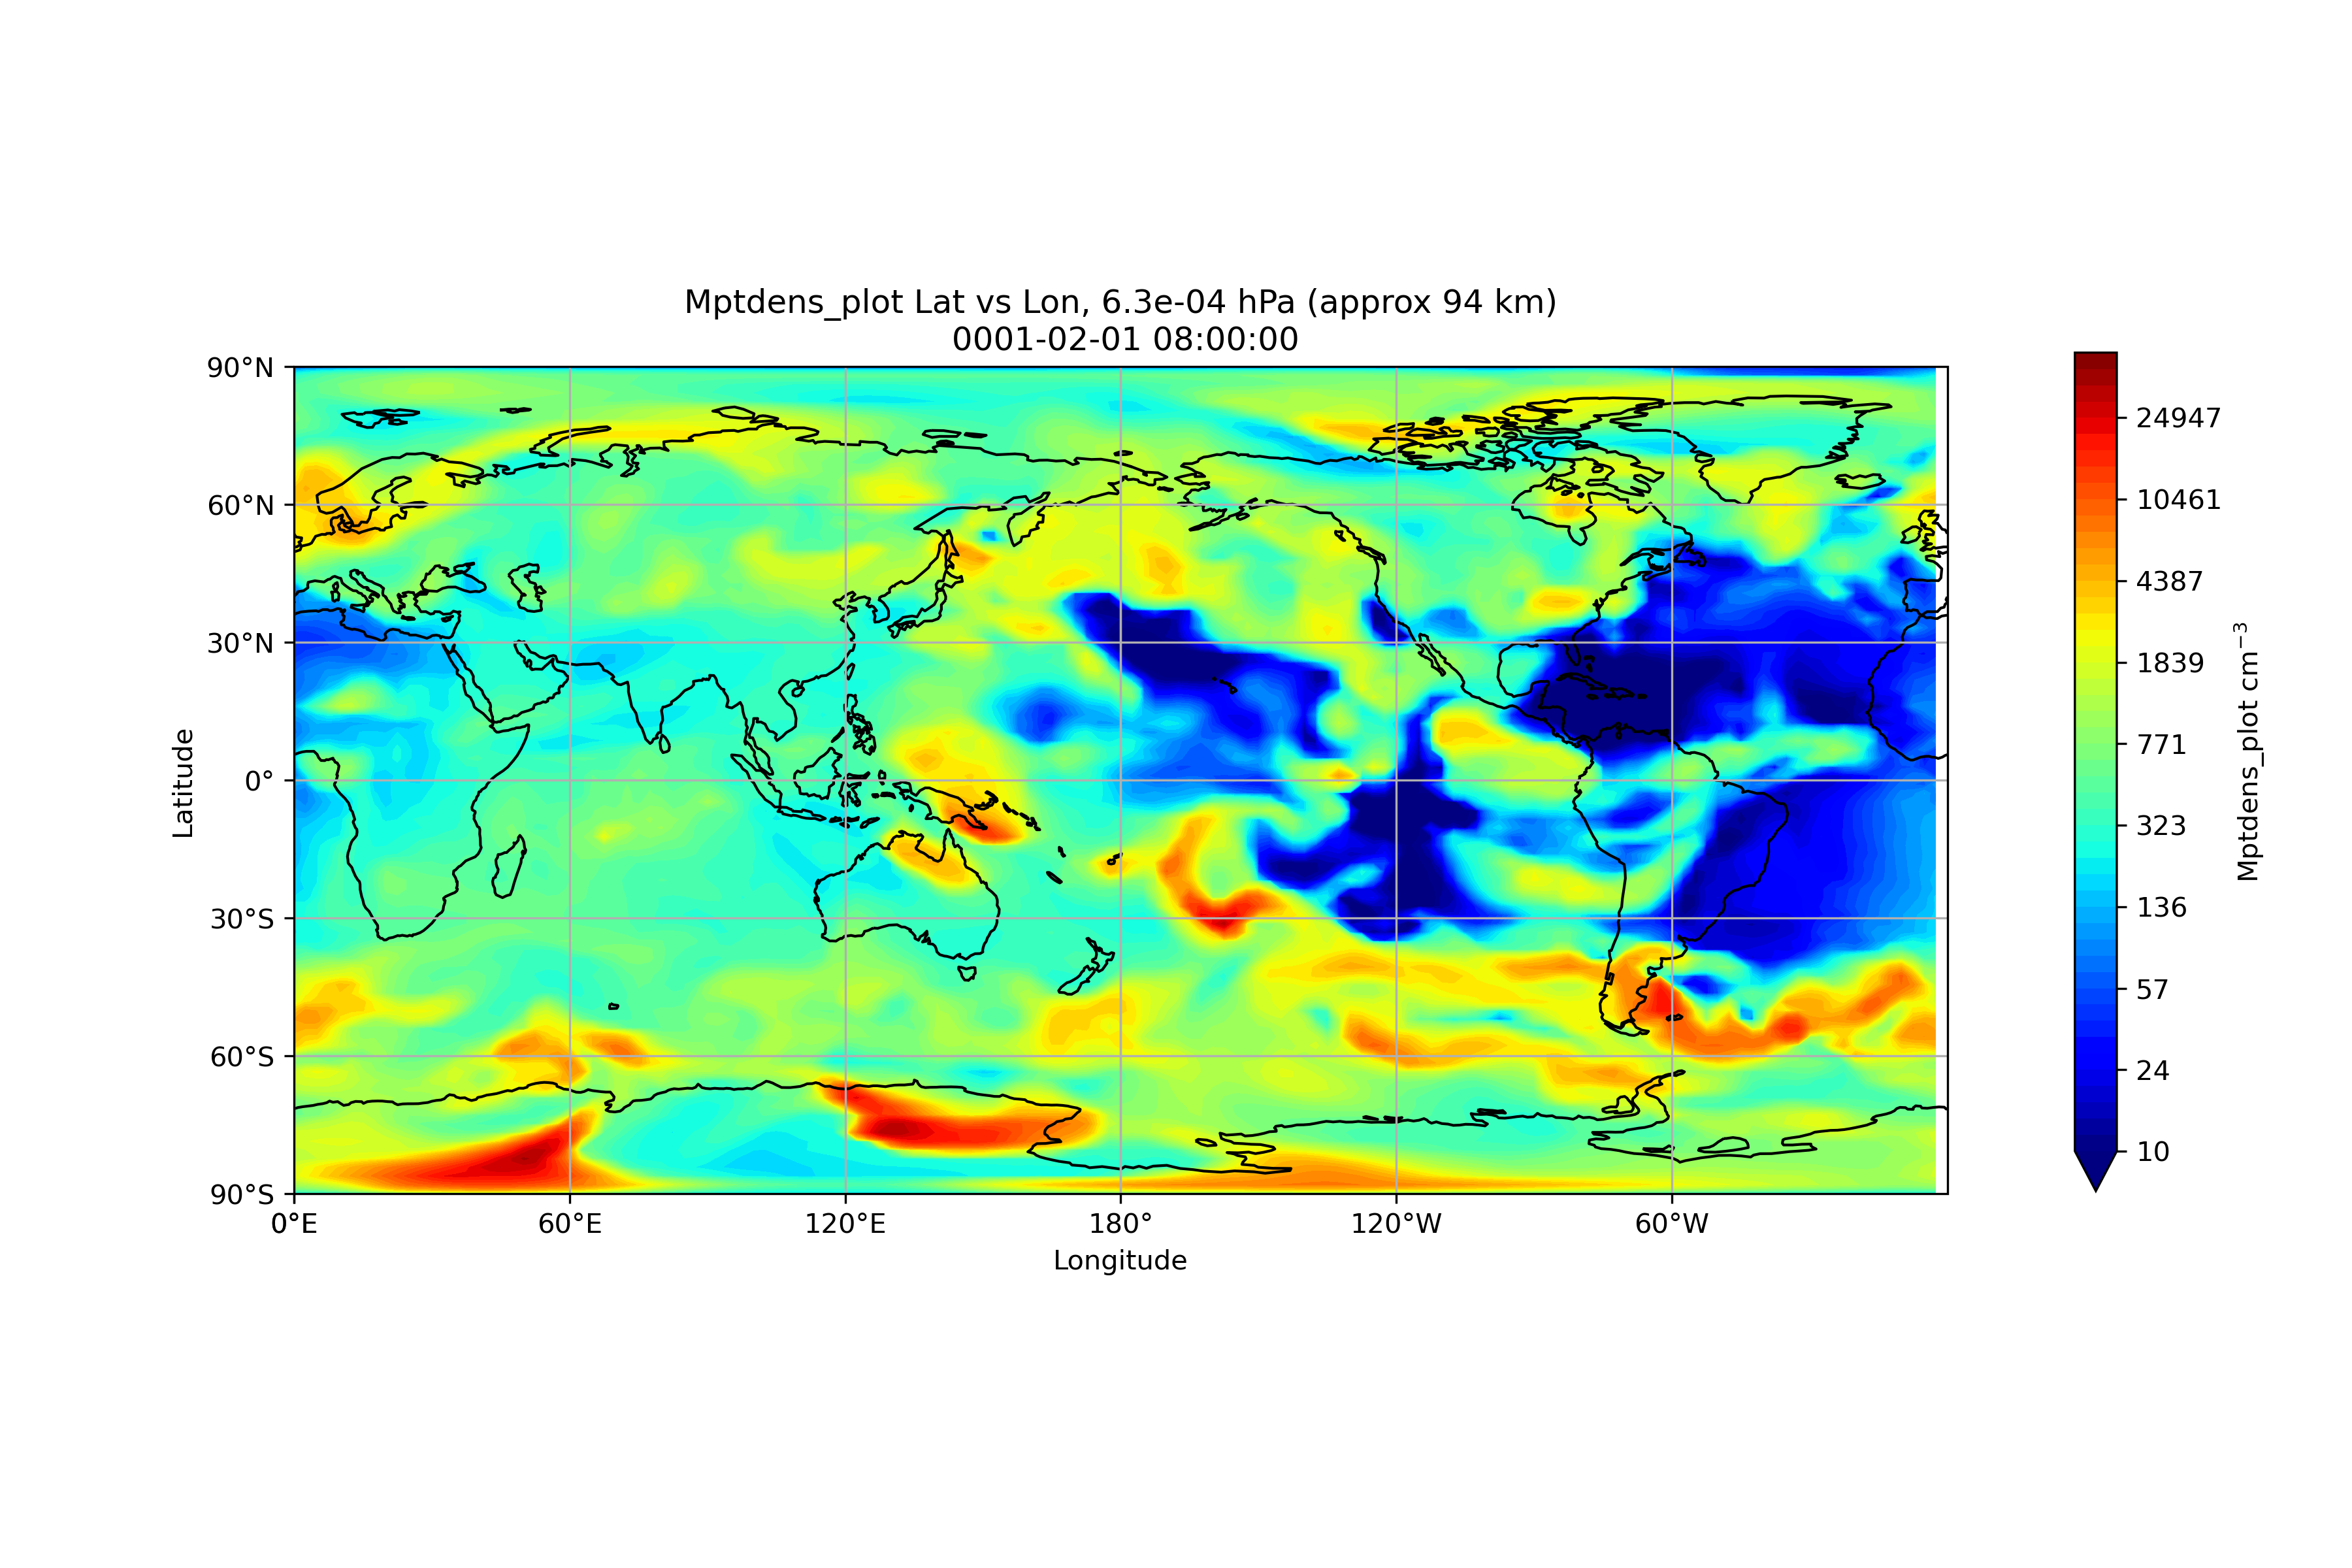 Mptdens_plot Lat vs Lon, 6.3e-04 hPa (approx 94 km)
0001-02-01 08:00:00
90°N
60°N
30°N
0°
30°S
60°S
90°S
Latitude
0°E
60°E
120°E
180°
120°W
60°W
Longitude
24947
10461
4387
1839
771
323
136
57
24
10
Mptdens_plot cm⁻³